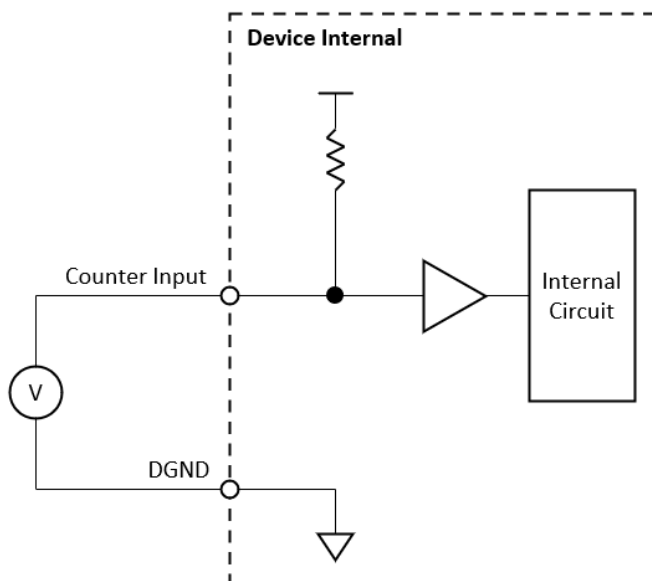 Device Internal
Counter Input
Internal
Circuit
V
DGND